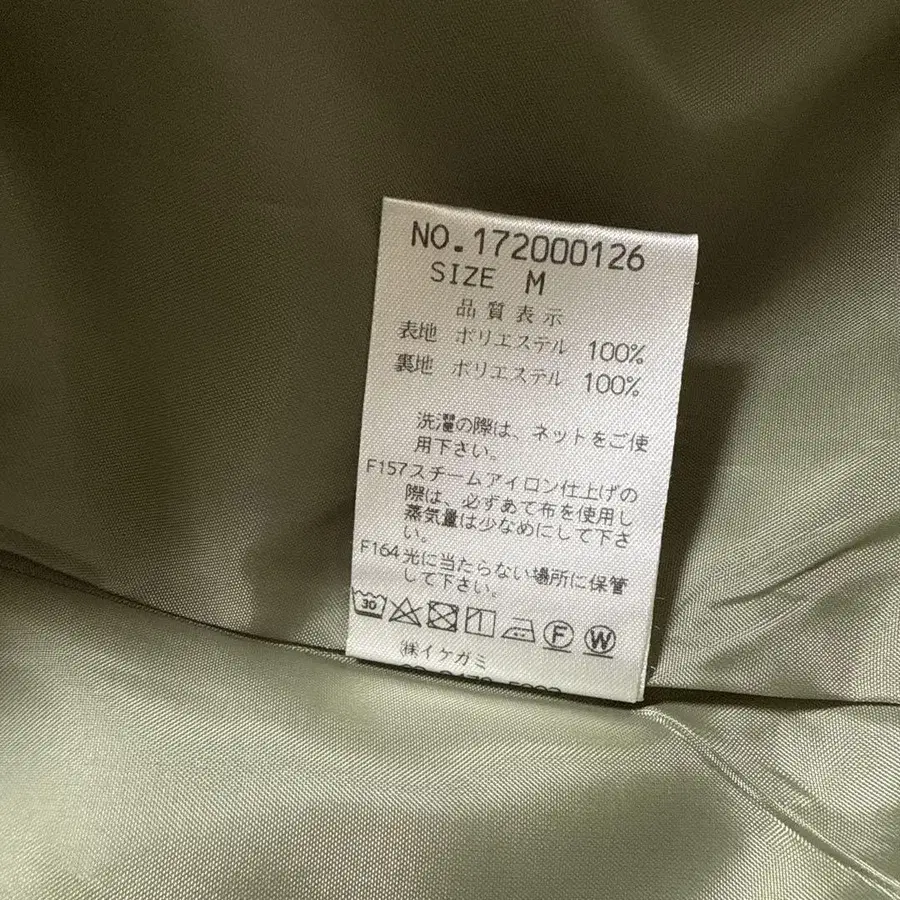 NO.172000126
SIZE M
品質表示
表地 ポリエステル 100%
裏地 ポリエステル 100%
洗濯の際は、ネットをご使
用下さい。
F157スチームアイロン仕上げの
際は、必ずあて布を使用し
蒸気量は少なめにして下さ
い。
F164光に当たらない場所に保管
して下さい。
30 F W
㈱イケガミ